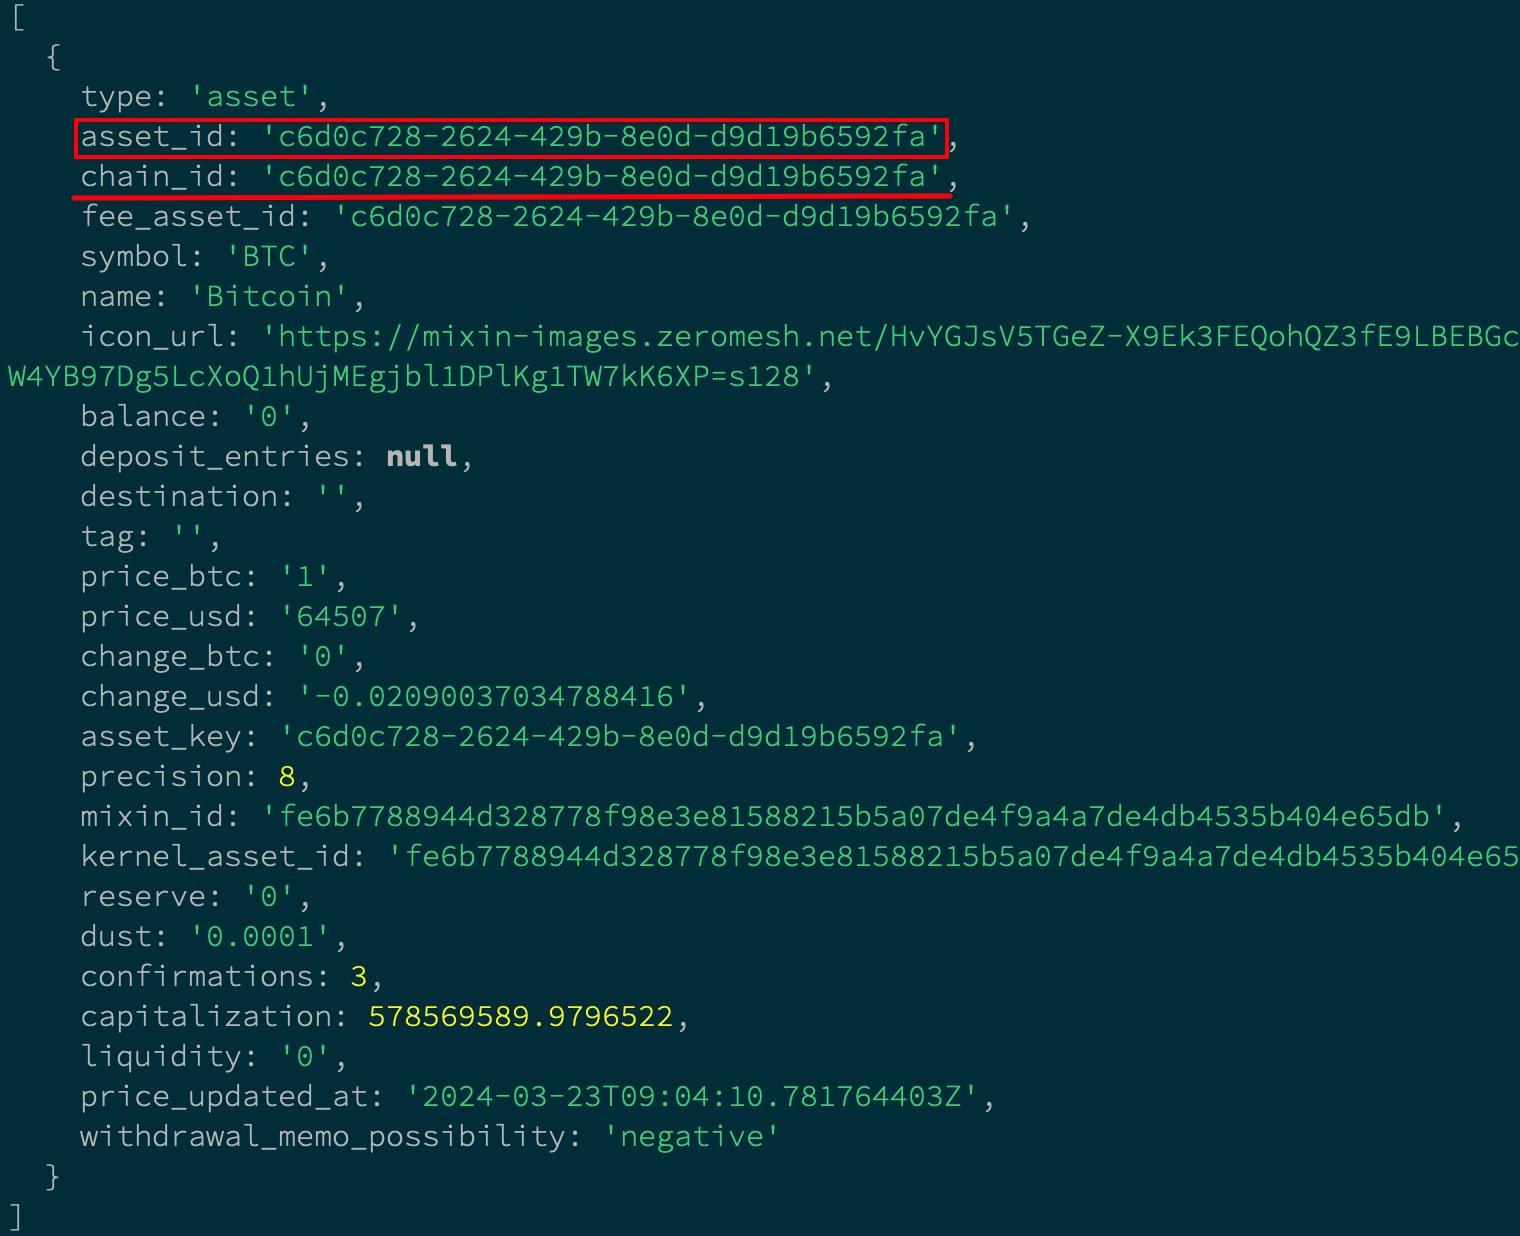 [
{
type: 'asset',
asset_id: 'c6d0c728-2624-429b-8e0d-d9d19b6592fa',
chain_id: 'c6d0c728-2624-429b-8e0d-d9d19b6592fa',
fee_asset_id: 'c6d0c728-2624-429b-8e0d-d9d19b6592fa',
symbol: 'BTC',
name: 'Bitcoin',
icon_url: 'https://mixin-images.zeromesh.net/HvYGJsV5TGeZ-X9Ek3FEQohQZ3fE9LBEBGc
W4YB97Dg5LcXoQ1hUjMEgjbl1DPlKg1TW7kK6XP=s128',
balance: '0',
deposit_entries: null,
destination: '',
tag: '',
price_btc: '1',
price_usd: '64507',
change_btc: '0',
change_usd: '-0.02090037034788416',
asset_key: 'c6d0c728-2624-429b-8e0d-d9d19b6592fa',
precision: 8,
mixin_id: 'fe6b7788944d328778f98e3e81588215b5a07de4f9a4a7de4db4535b404e65db',
kernel_asset_id: 'fe6b7788944d328778f98e3e81588215b5a07de4f9a4a7de4db4535b404e65
reserve: '0',
dust: '0.0001',
confirmations: 3,
capitalization: 578569589.9796522,
liquidity: '0',
price_updated_at: '2024-03-23T09:04:10.781764403Z',
withdrawal_memo_possibility: 'negative'
}
]